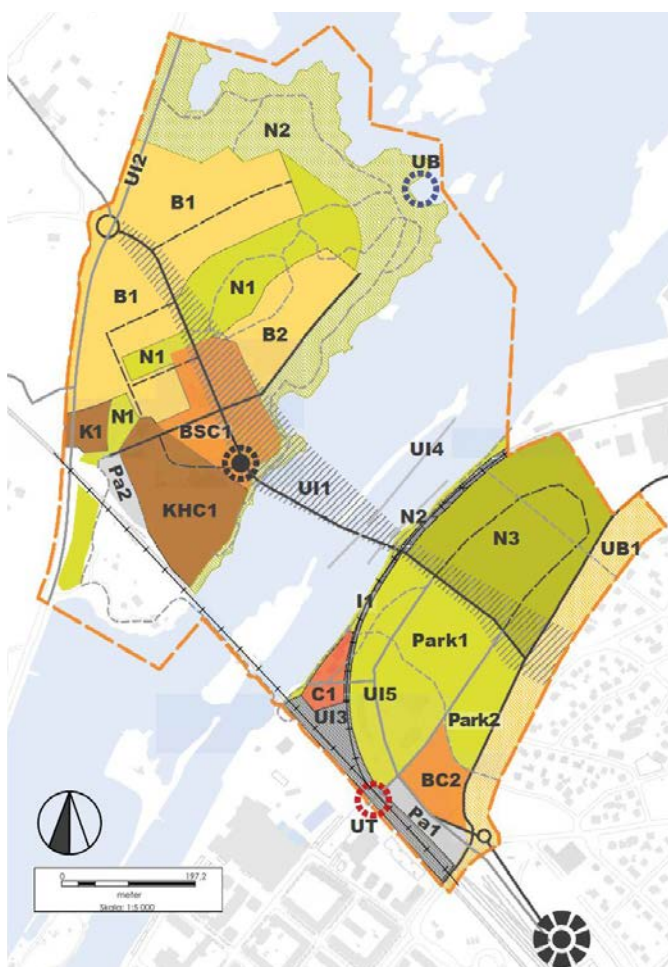 N2
UB
UI2
B1
B1
N1
B2
N1
BSC1
N1
K1
Pa2
UI4
UI1
KHC1
N2
N3
UB1
I1
Park1
C1
UI5
UI3
Park2
BC2
UT
Pa1
0 197,2
meter
Skala: 1:5 000